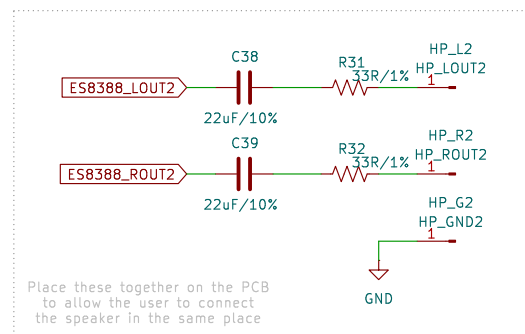 C38
R31
HP_L2
HP_LOUT2
33R/1%
1
ES8388_LOUT2
22uF/10%
C39
R32
HP_R2
HP_ROUT2
33R/1%
1
ES8388_ROUT2
22uF/10%
HP_G2
HP_GND2
1
GND
Place these together on the PCB
to allow the user to connect
the speaker in the same place